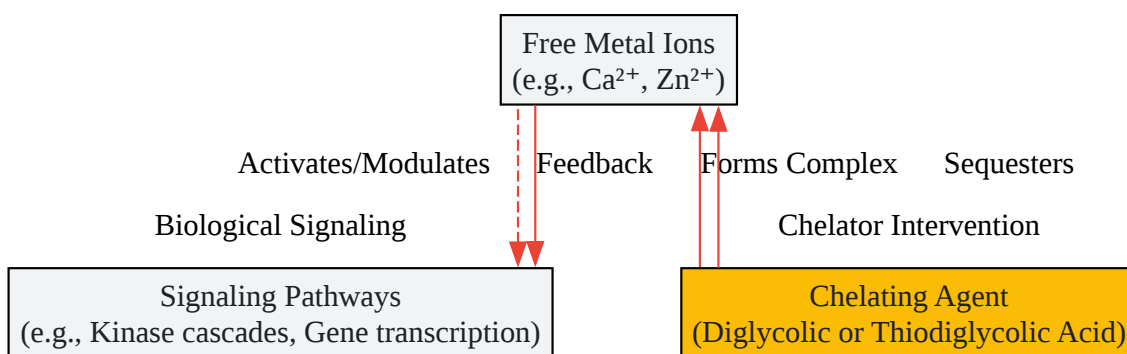 Free Metal Ions
(e.g., Ca²⁺, Zn²⁺)
Activates/Modulates
Feedback
Forms Complex
Sequesters
Biological Signaling
Chelator Intervention
Signaling Pathways
(e.g., Kinase cascades, Gene transcription)
Chelating Agent
(Diglycolic or Thiodiglycolic Acid)